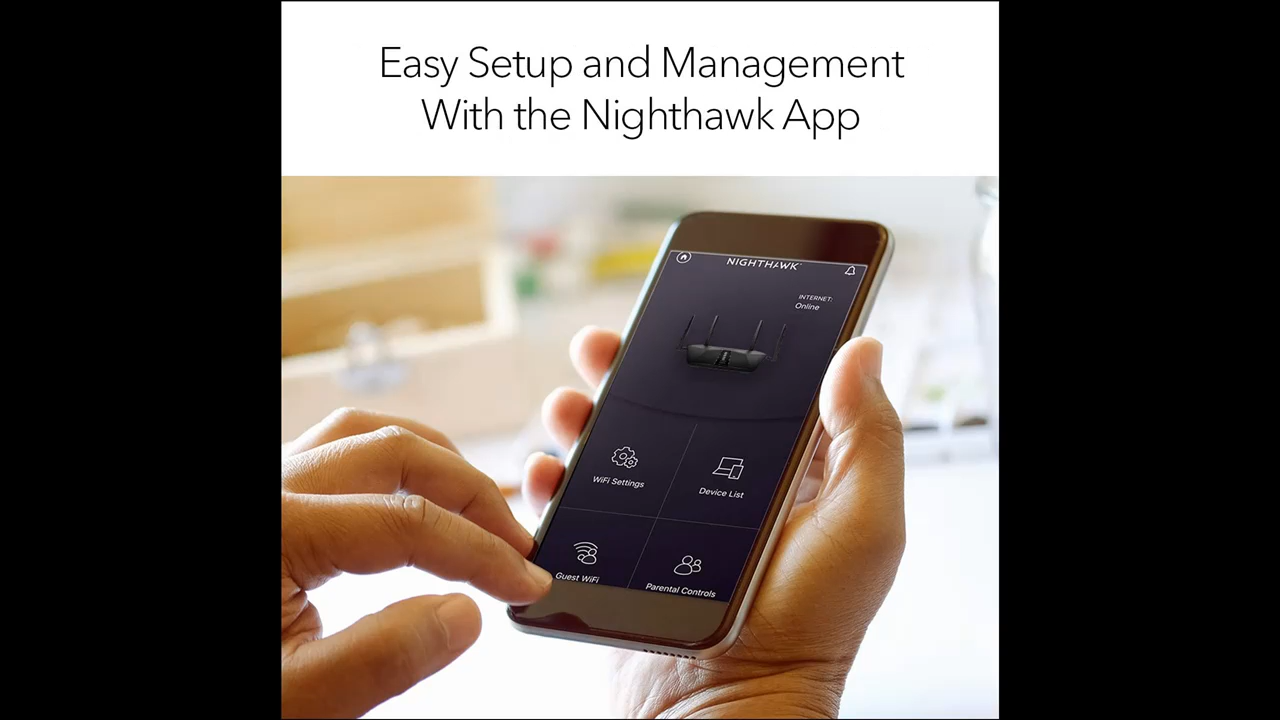 Easy Setup and Management
With the Nighthawk App
NIGHTHAWK
INTERNET:
Online
WiFi Settings
Device List
Guest WiFi
Parental Controls